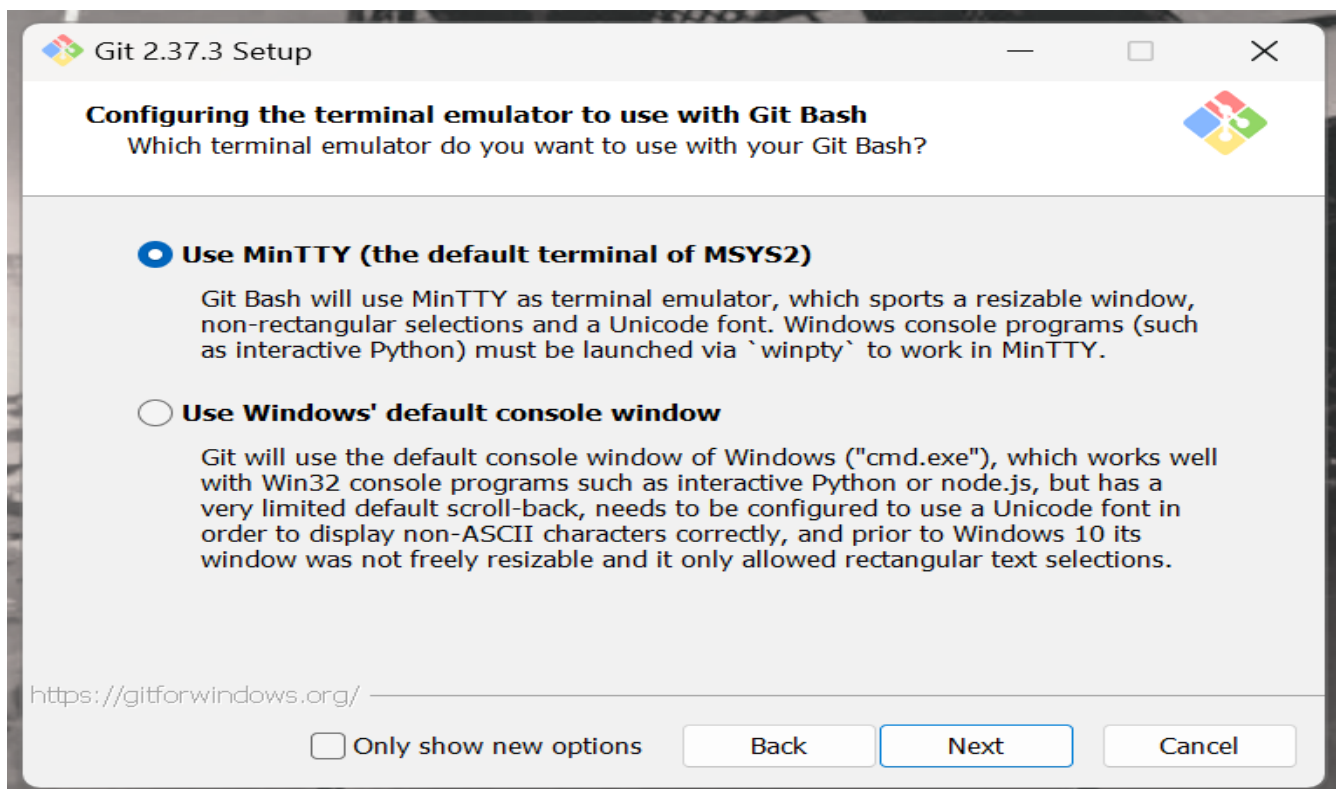 Git 2.37.3 Setup
Configuring the terminal emulator to use with Git Bash
Which terminal emulator do you want to use with your Git Bash?
Use MinTTY (the default terminal of MSYS2)
Git Bash will use MinTTY as terminal emulator, which sports a resizable window,
non-rectangular selections and a Unicode font. Windows console programs (such
as interactive Python) must be launched via `winpty` to work in MinTTY.
Use Windows' default console window
Git will use the default console window of Windows ("cmd.exe"), which works well
with Win32 console programs such as interactive Python or node.js, but has a
very limited default scroll-back, needs to be configured to use a Unicode font in
order to display non-ASCII characters correctly, and prior to Windows 10 its
window was not freely resizable and it only allowed rectangular text selections.
https://gitforwindows.org/
Only show new options Back Next Cancel